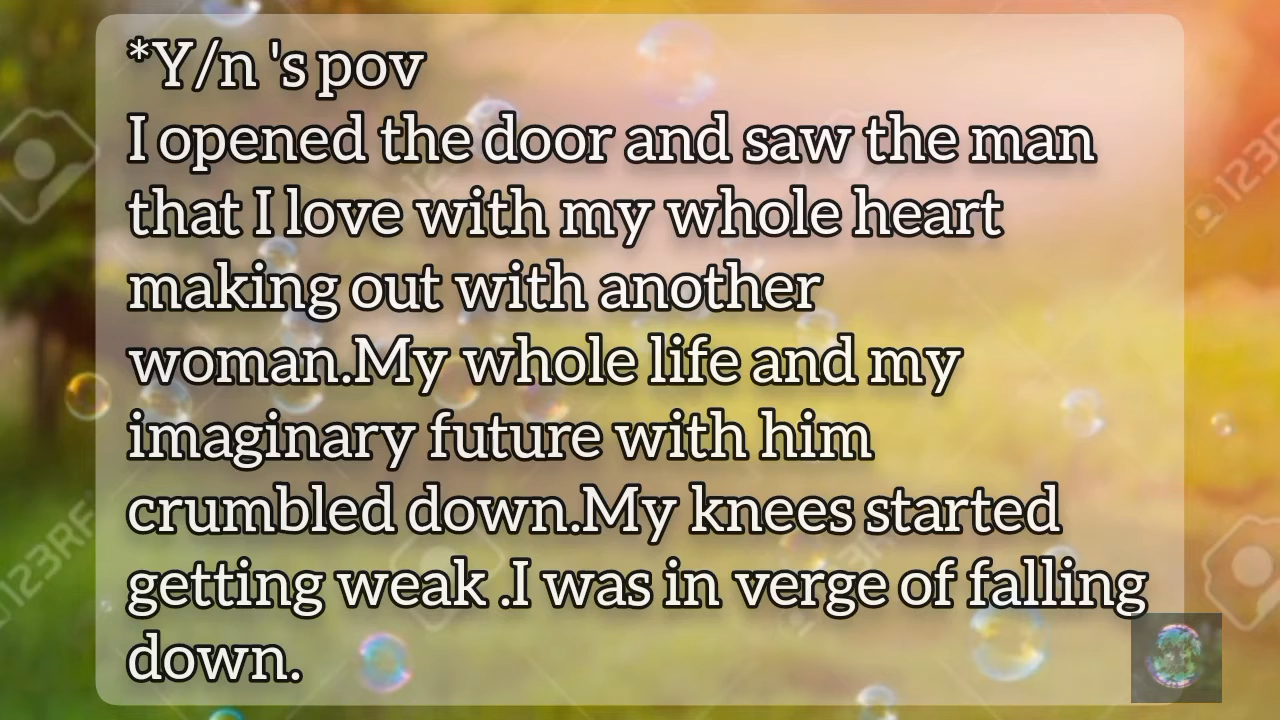 *Y/n 's pov
I opened the door and saw the man
that I love with my whole heart
making out with another
woman.My whole life and my
imaginary future with him
crumbled down.My knees started
getting weak .I was in verge of falling
down.
123RF
123RF